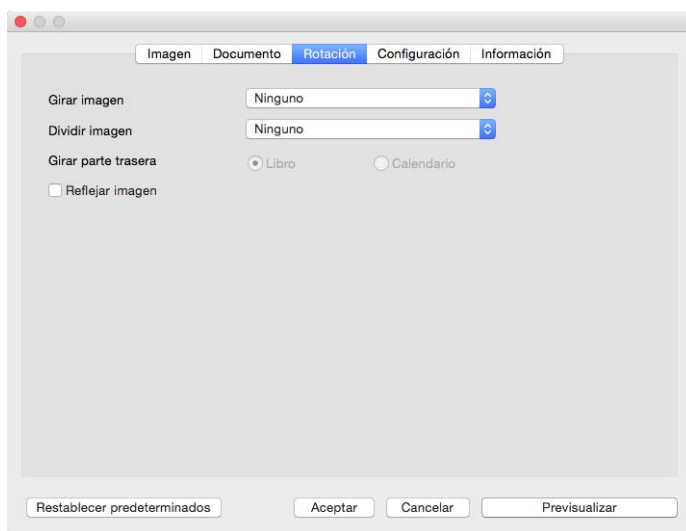 Imagen Documento Rotación Configuración Información
Girar imagen Ninguno
Dividir imagen Ninguno
Girar parte trasera Libro Calendario
Reflejar imagen
Restablecer predeterminados Aceptar Cancelar Previsualizar